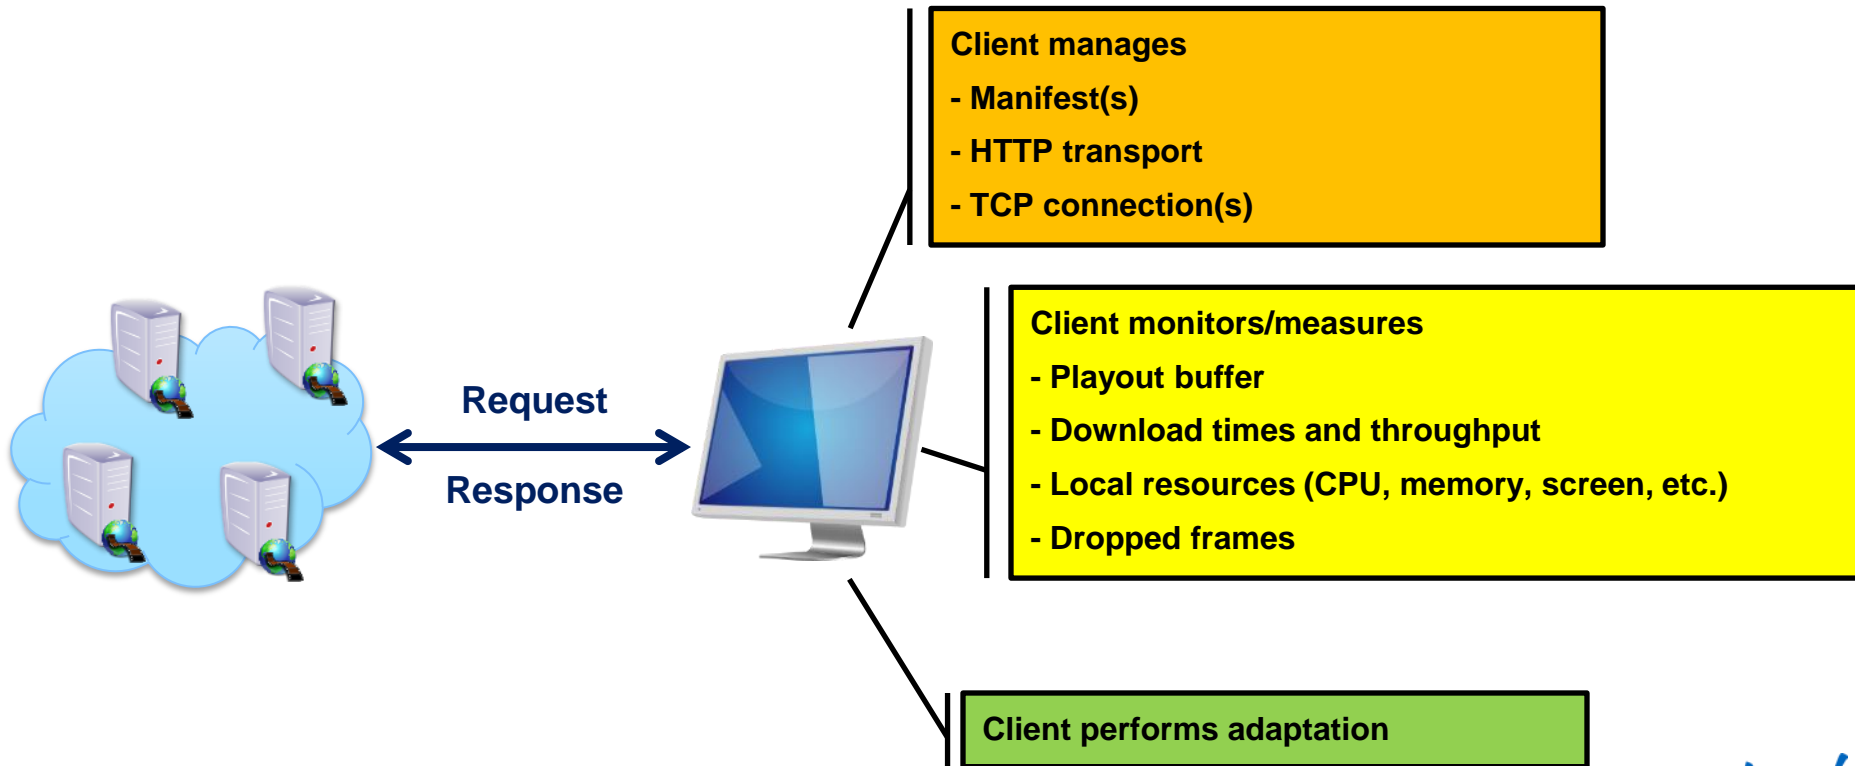 Client manages
- Manifest(s)
- HTTP transport
- TCP connection(s)
Request
Response
Client monitors/measures
- Playout buffer
- Download times and throughput
- Local resources (CPU, memory, screen, etc.)
- Dropped frames
Client performs adaptation